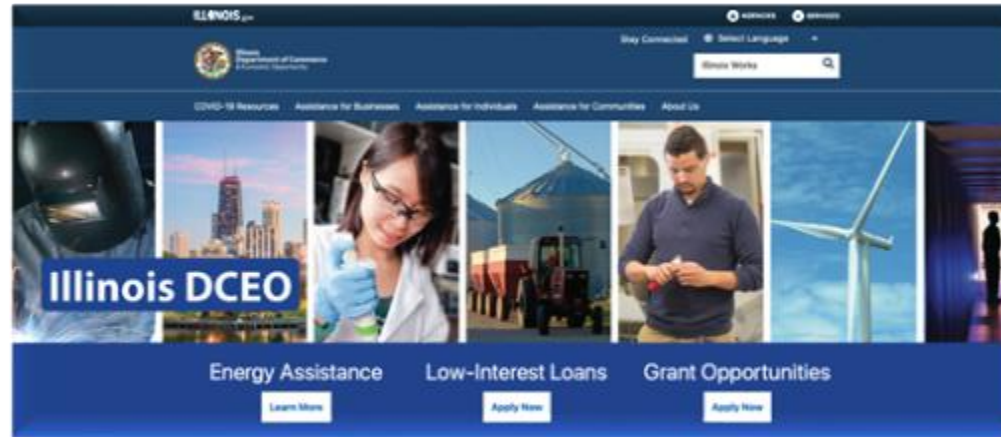 ILLINOIS.gov
AGENCIES SERVICES
Stay Connected Select Language
Illinois
Department of Commerce
& Economic Opportunity
Illinois Works
COVID-19 Resources Assistance for Businesses Assistance for Individuals Assistance for Communities About Us
Illinois DCEO
Energy Assistance Low-Interest Loans Grant Opportunities
Learn More Apply Now Apply Now